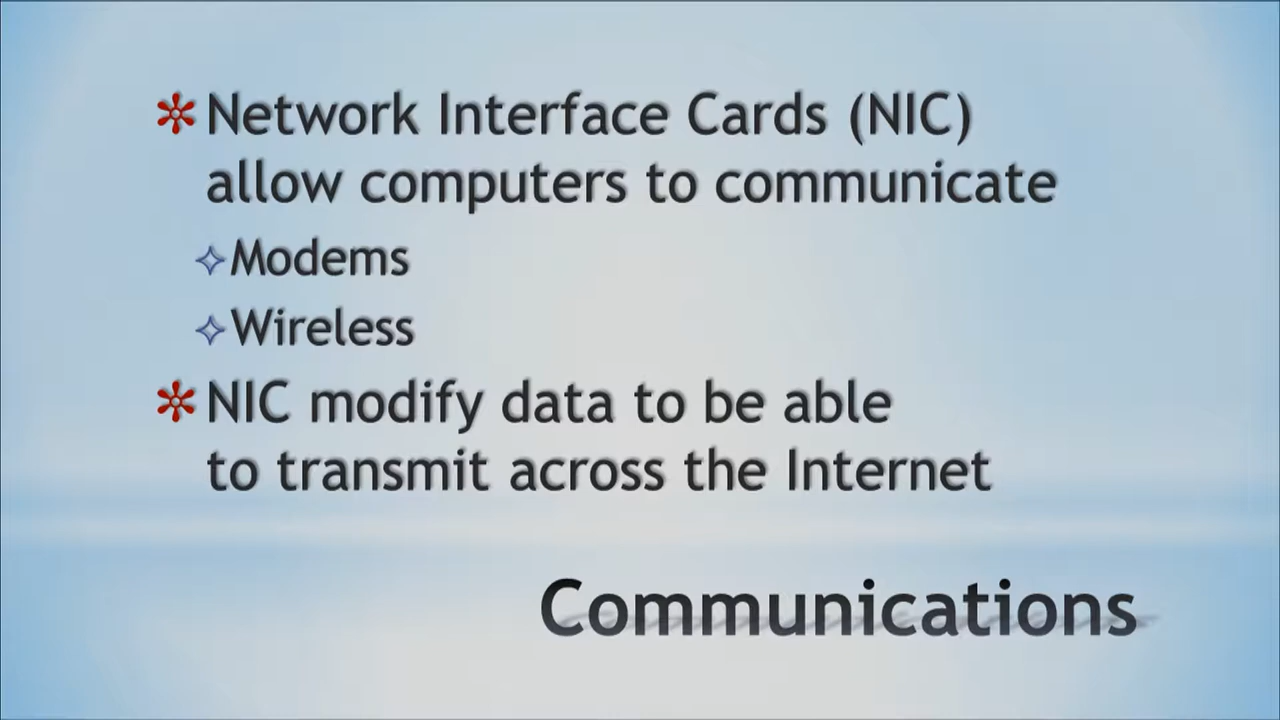 Network Interface Cards (NIC)
allow computers to communicate
Modems
Wireless
NIC modify data to be able
to transmit across the Internet
Communications